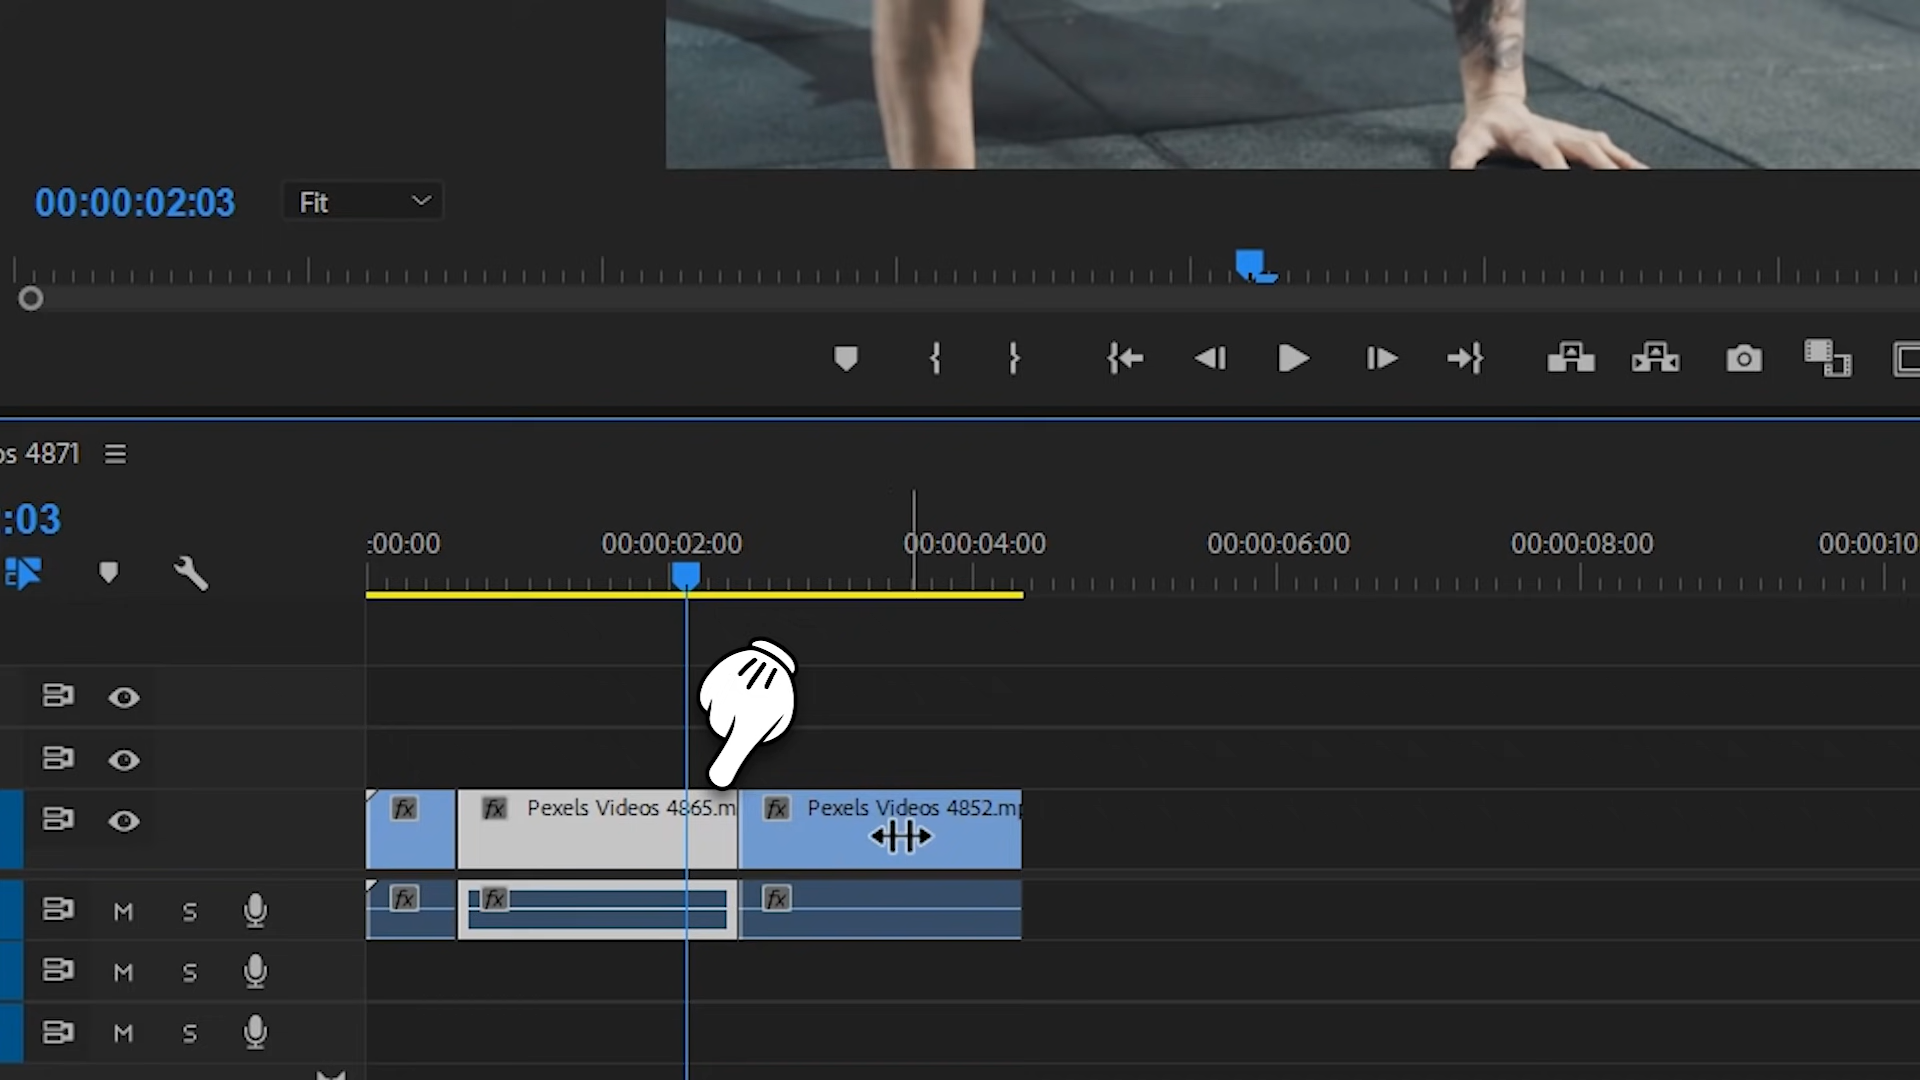 00:00:02:03 Fit
os 4871
:03
:00:00 00:00:02:00 00:00:04:00 00:00:06:00 00:00:08:00 00:00:10
fx fx Pexels Videos 4865.m fx Pexels Videos 4852.mp
M S fx fx fx
M S
M S